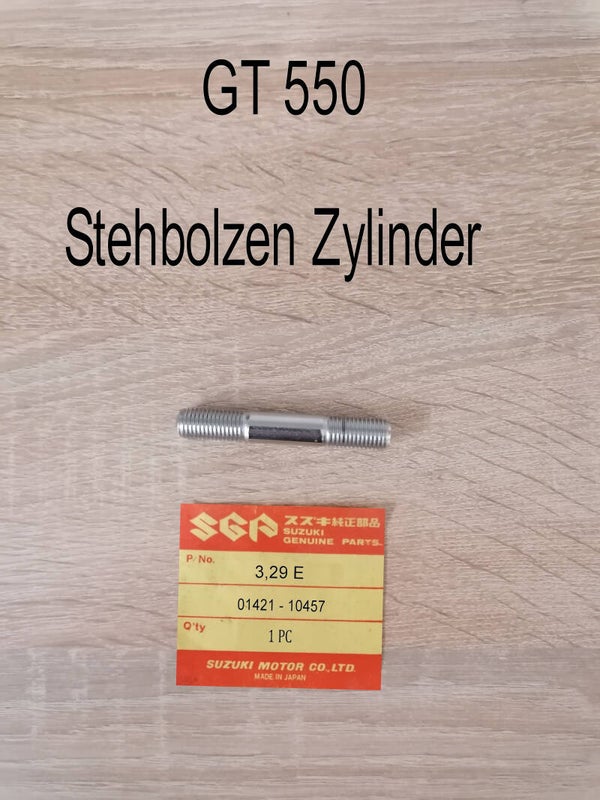 GT 550
Stehbolzen Zylinder
SGP スズキ純正部品
SUZUKI
GENUINE PARTS
P. No.
3,29 E
01421 - 10457
Q'ty
1 PC
SUZUKI MOTOR CO., LTD.
MADE IN JAPAN